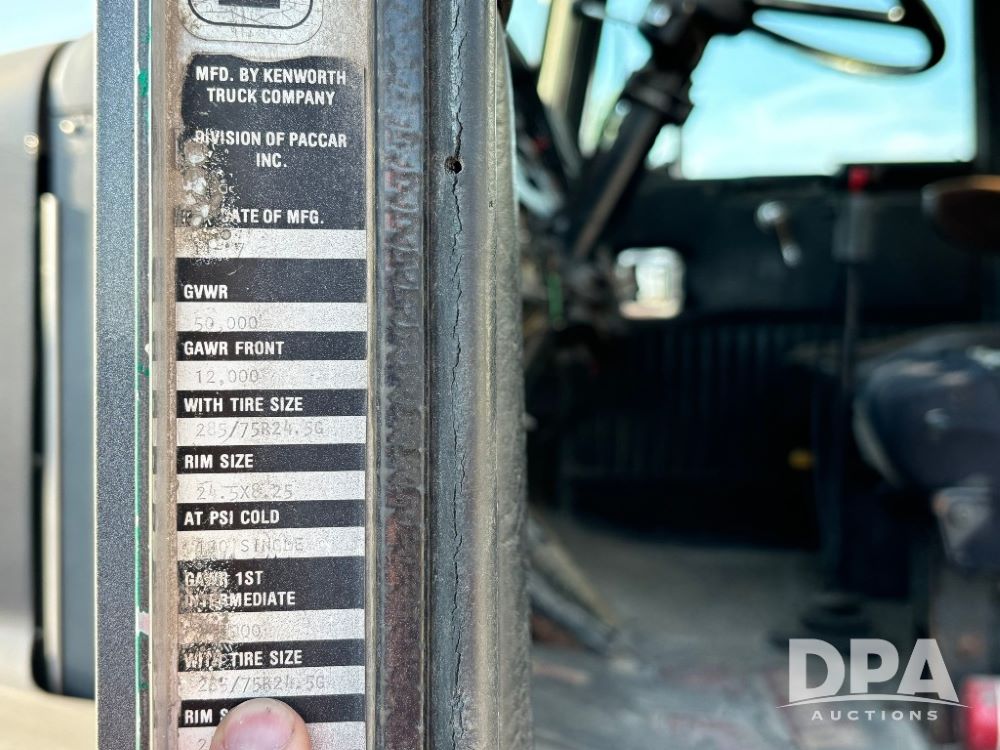 MFD. BY KENWORTH
TRUCK COMPANY
DIVISION OF PACCAR
INC.
DATE OF MFG.
GVWR
50,000
GAWR FRONT
12,000
WITH TIRE SIZE
285/75R24.5G
RIM SIZE
24.5X8.25
AT PSI COLD
SINGLE
GAWR 1ST
INTERMEDIATE
WITH TIRE SIZE
285/75R24.5G
RIM
DPA
AUCTIONS